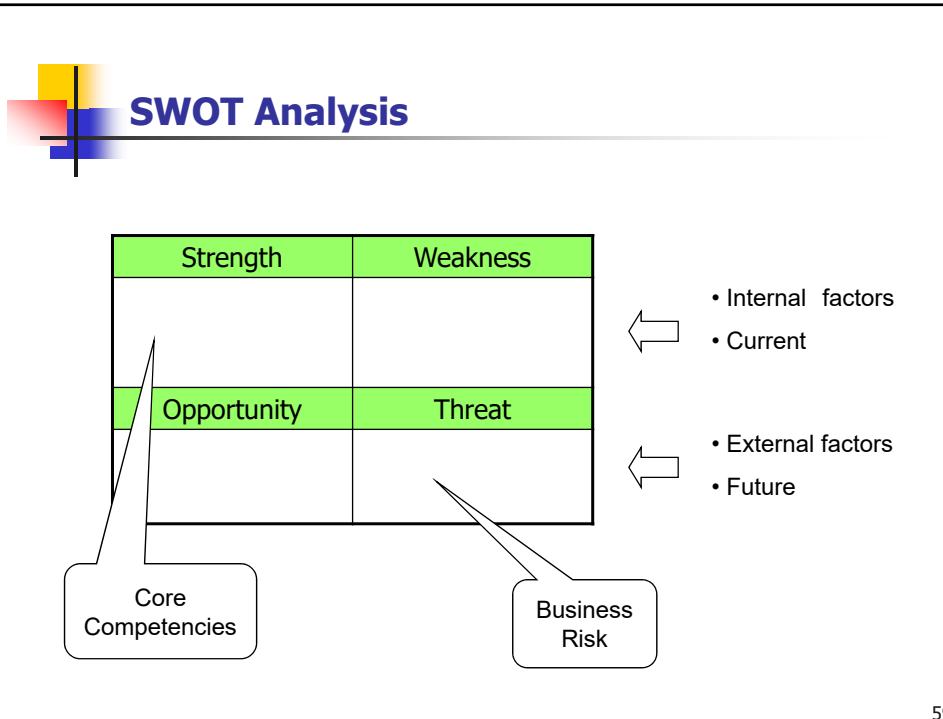 SWOT Analysis
Strength
Weakness
• Internal factors
• Current
Opportunity
Threat
• External factors
• Future
Core
Competencies
Business
Risk